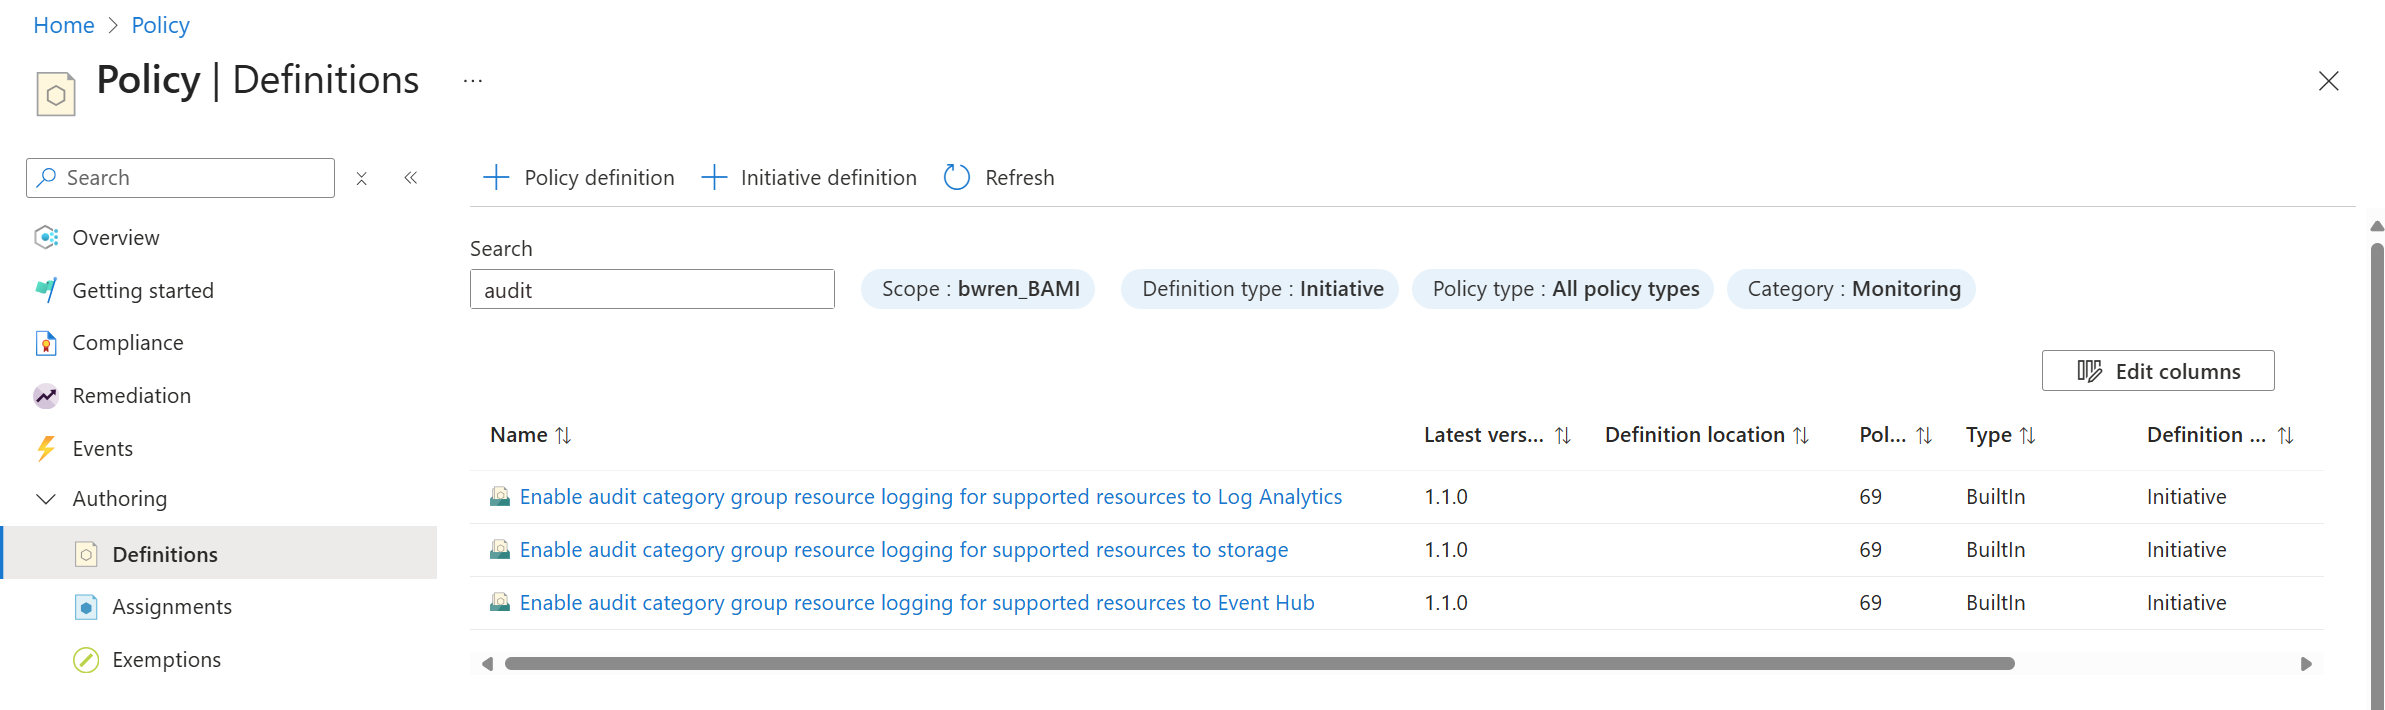 Home > Policy
Policy | Definitions ...
Search
Overview
Getting started
Compliance
Remediation
Events
Authoring
Definitions
Assignments
Exemptions
Policy definition Initiative definition Refresh
Search
audit
Scope : bwren_BAMI Definition type : Initiative Policy type : All policy types Category : Monitoring
Edit columns
Name Latest vers... Definition location Pol... Type Definition ...
Enable audit category group resource logging for supported resources to Log Analytics 1.1.0 69 BuiltIn Initiative
Enable audit category group resource logging for supported resources to storage 1.1.0 69 BuiltIn Initiative
Enable audit category group resource logging for supported resources to Event Hub 1.1.0 69 BuiltIn Initiative